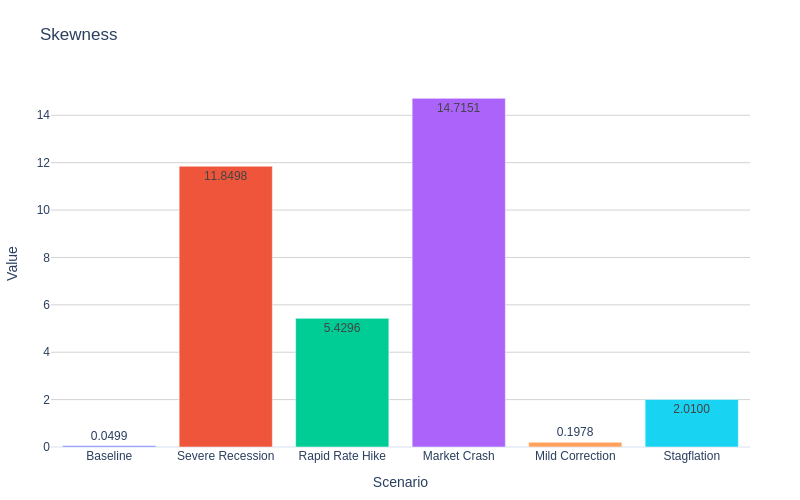 Skewness
Value
14
12
10
8
6
4
2
0
0.0499
11.8498
5.4296
14.7151
0.1978
2.0100
Baseline
Severe Recession
Rapid Rate Hike
Market Crash
Mild Correction
Stagflation
Scenario